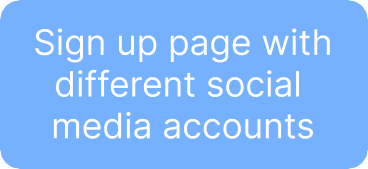 Sign up page with
different social
media accounts